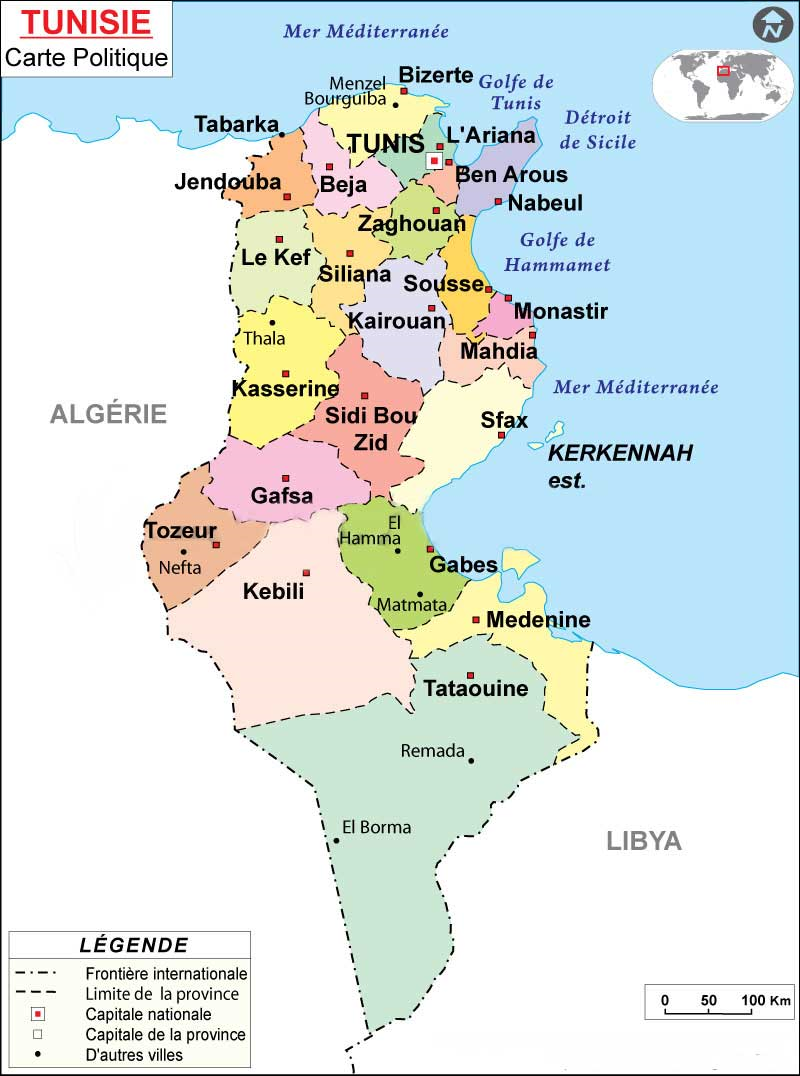 TUNISIE
Carte Politique
N
Mer Méditerranée
Bizerte
Menzel
Bourguiba
Golfe de
Tunis
Détroit
de Sicile
Tabarka
TUNIS
L'Ariana
Ben Arous
Jendouba
Beja
Nabeul
Zaghouan
Golfe de
Hammamet
Le Kef
Siliana
Sousse
Monastir
Kairouan
Thala
Mahdia
Kasserine
Mer Méditerranée
ALGÉRIE
Sidi Bou
Zid
Sfax
KERKENNAH
est.
Gafsa
Tozeur
Nefta
El
Hamma
Gabes
Kebili
Matmata
Medenine
Tataouine
Remada
El Borma
LIBYA
LÉGENDE
Frontière internationale
Limite de la province
Capitale nationale
Capitale de la province
D'autres villes
0 50 100 Km